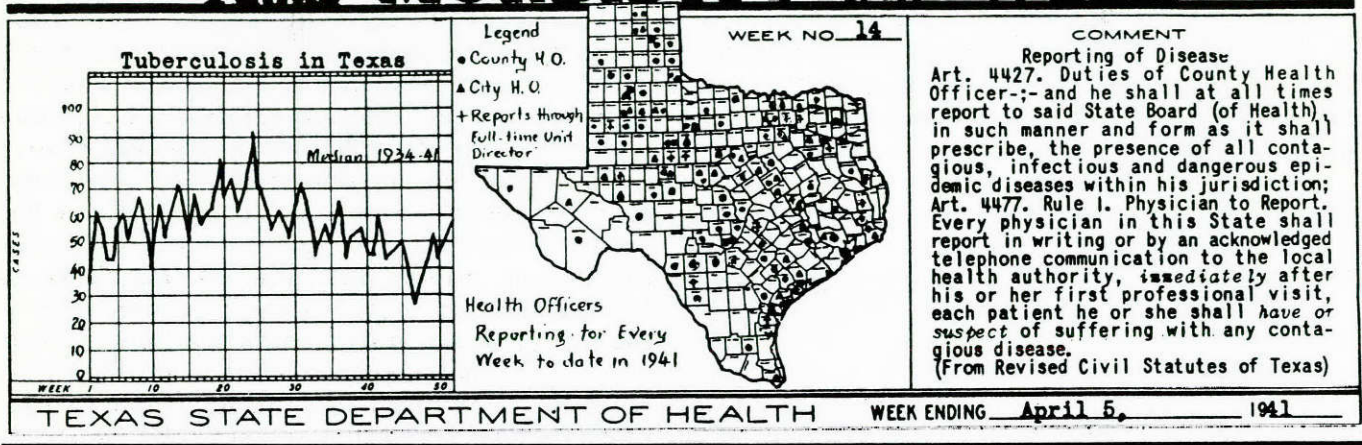 Tuberculosis in Texas
100
90
80
70
60
50
40
30
20
10
0
CASES
Median 1934-41
WEEK 1 10 20 30 40 50
Legend
• County H.O.
▲ City H.O.
+ Reports through
Full-time Unit
Director
WEEK NO. 14
Health Officers
Reporting for Every
Week to date in 1941
COMMENT
Reporting of Disease
Art. 4427. Duties of County Health
Officer-;-and he shall at all times
report to said State Board (of Health),
in such manner and form as it shall
prescribe, the presence of all conta-
gious, infectious and dangerous epi-
demic diseases within his jurisdiction;
Art. 4477. Rule 1. Physician to Report.
Every physician in this State shall
report in writing or by an acknowledged
telephone communication to the local
health authority, immediately after
his or her first professional visit,
each patient he or she shall have or
suspect of suffering with any conta-
gious disease.
(From Revised Civil Statutes of Texas)
TEXAS STATE DEPARTMENT OF HEALTH WEEK ENDING April 5, 1941